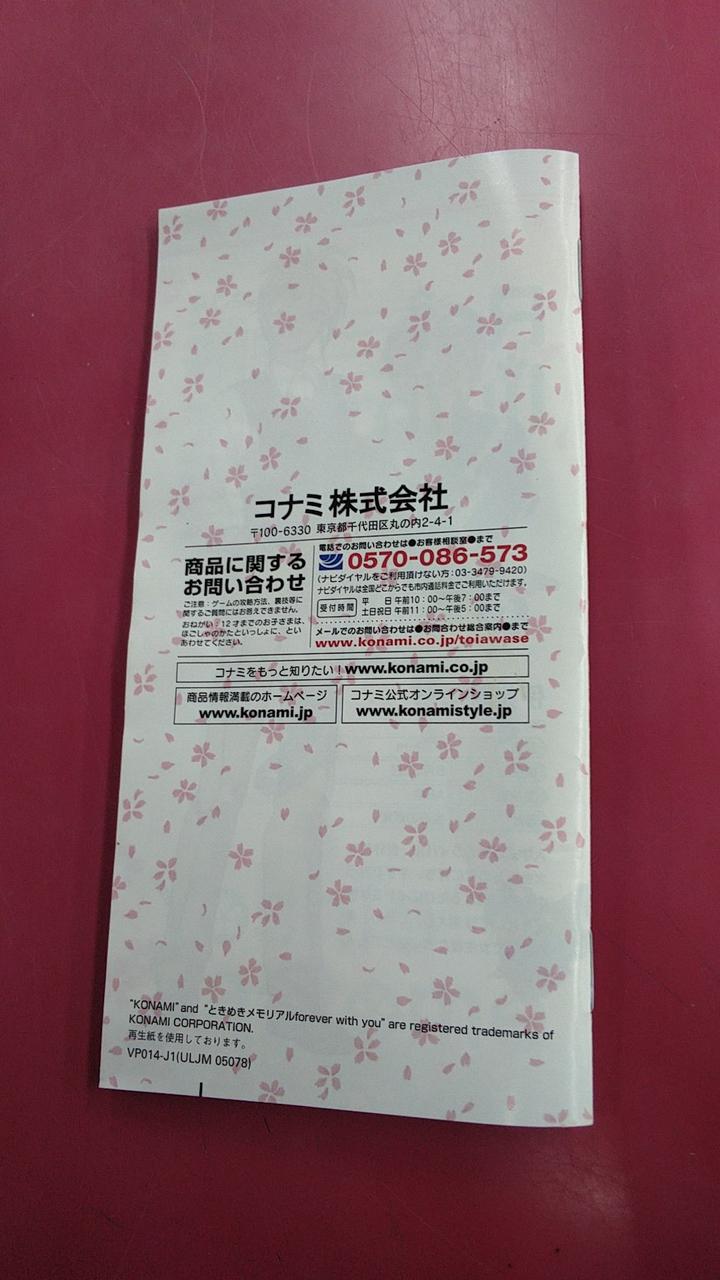 コナミ株式会社
〒100-6330 東京都千代田区丸の内2-4-1
商品に関する
お問い合わせ
ご注意：ゲームの攻略方法、裏技等に
関するご質問にはお答えできません。
おねがい：12才までのお子さまは、
ほごしゃのかたといっしょに、とい
あわせてください。
電話でのお問い合わせは●お客様相談室●まで
0570-086-573
(ナビダイヤルをご利用頂けない方：03-3479-9420)
ナビダイヤルは全国どこからでも市内通話料金でご利用いただけます。
受付時間
平　日 午前10：00〜午後7：00まで
土日祝日 午前11：00〜午後5：00まで
メールでのお問い合わせは●お問合わせ総合案内●まで
www.konami.co.jp/toiawase
コナミをもっと知りたい！www.konami.co.jp
商品情報満載のホームページ
www.konami.jp
コナミ公式オンラインショップ
www.konamistyle.jp
"KONAMI" and "ときめきメモリアルforever with you" are registered trademarks of
KONAMI CORPORATION.
再生紙を使用しております。
VP014-J1(ULJM 05078)